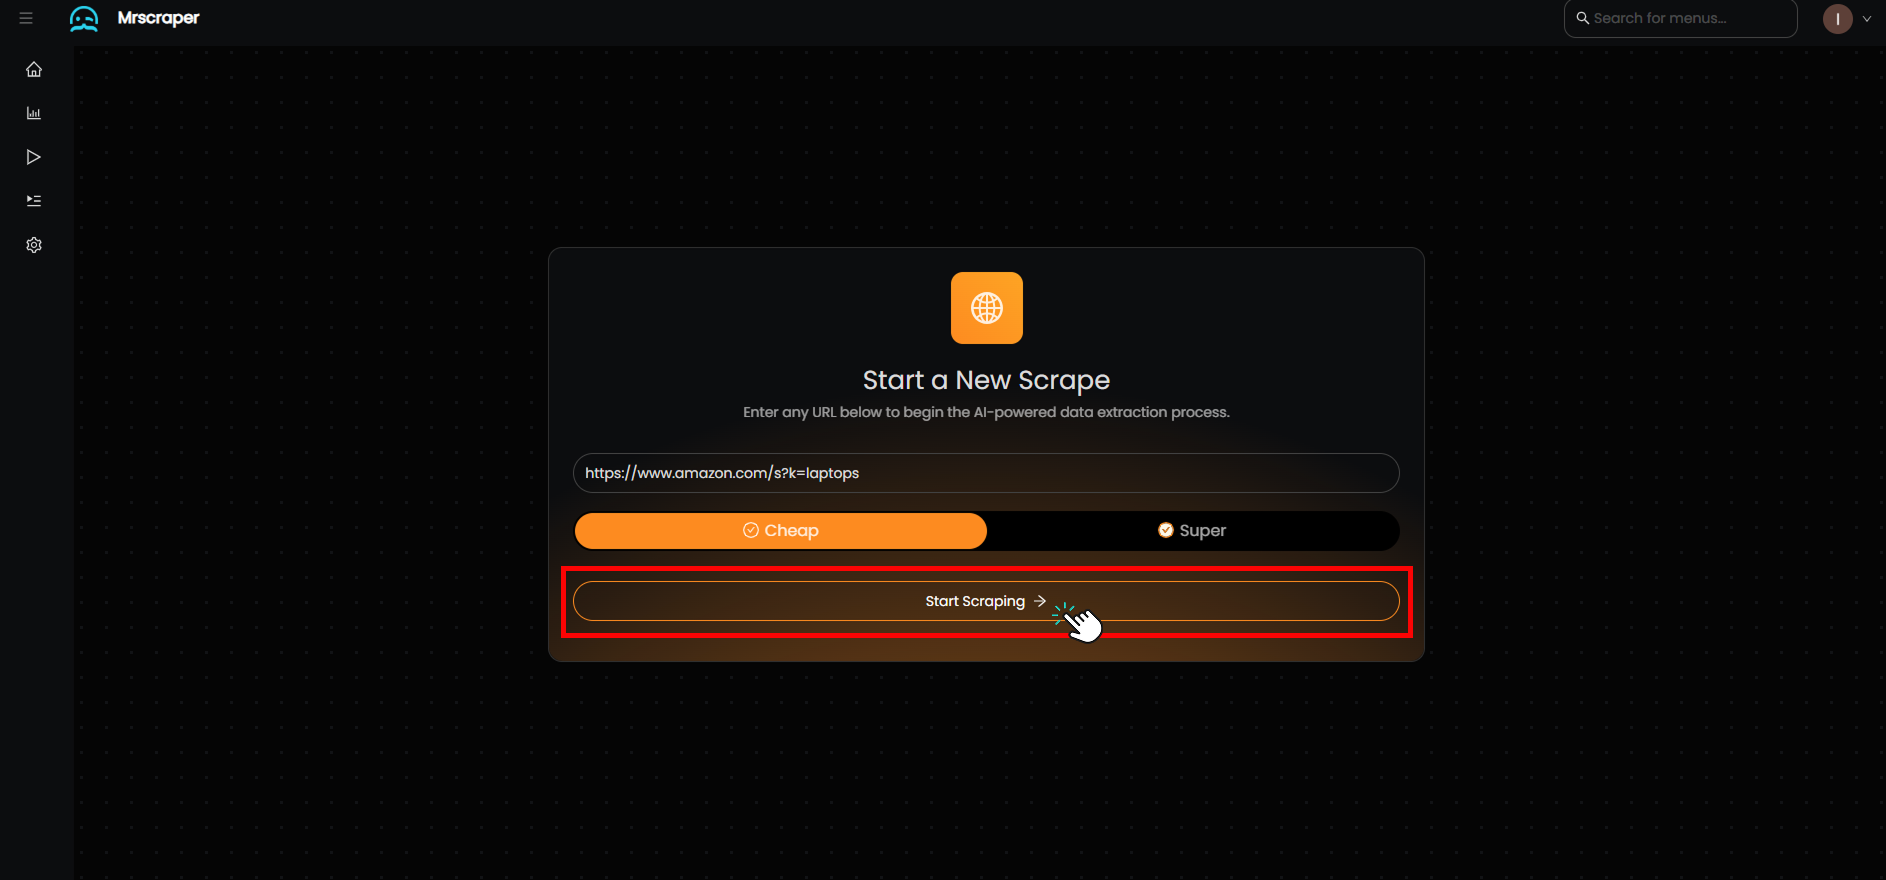 Mrscraper
Search for menus...
I
Start a New Scrape
Enter any URL below to begin the AI-powered data extraction process.
https://www.amazon.com/s?k=laptops
Cheap
Super
Start Scraping